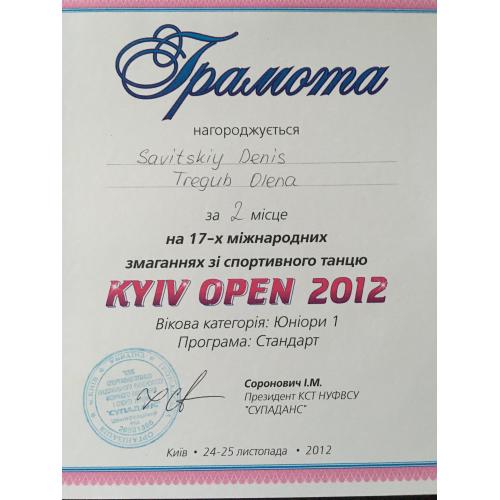 Грамота
нагороджується
Savitskiy Denis
Tregub Olena
за 2 місце
на 17-х міжнародних
змаганнях зі спортивного танцю
KYIV OPEN 2012
Вікова категорія: Юніори 1
Програма: Стандарт
Соронович І.М.
Президент КСТ НУФВСУ
"СУПАДАНС"
Київ • 24-25 листопада • 2012